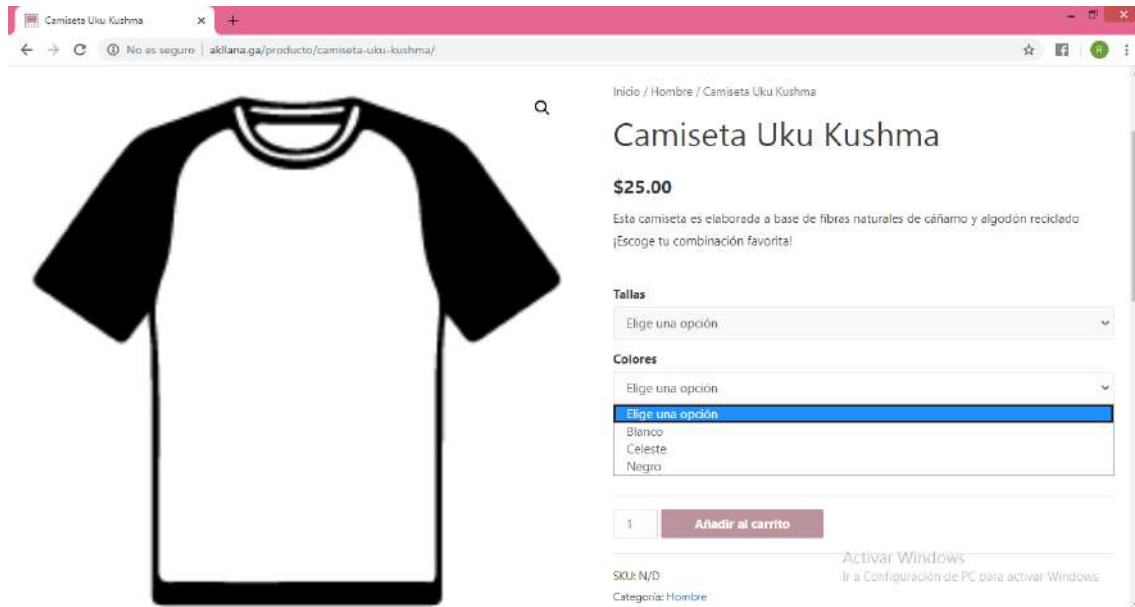 Camiseta Uku Kushma
No es seguro | akllana.ga/producto/camiseta-uku-kushma/
Inicio / Hombre / Camiseta Uku Kushma
Camiseta Uku Kushma
$25.00
Esta camiseta es elaborada a base de fibras naturales de cáñamo y algodón reciclado
¡Escoge tu combinación favorita!
Tallas
Elige una opción
Colores
Elige una opción
Elige una opción
Blanco
Celeste
Negro
1 Añadir al carrito
Activar Windows
Ir a Configuración de PC para activar Windows.
SKU: N/D
Categoría: Hombre